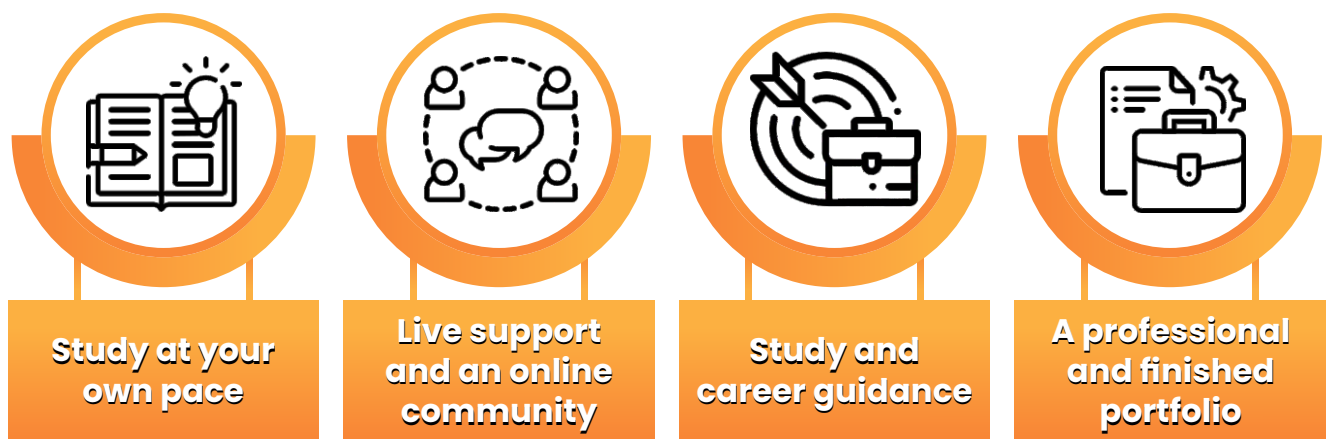 Study at your
own pace
Live support
and an online
community
Study and
career guidance
A professional
and finished
portfolio